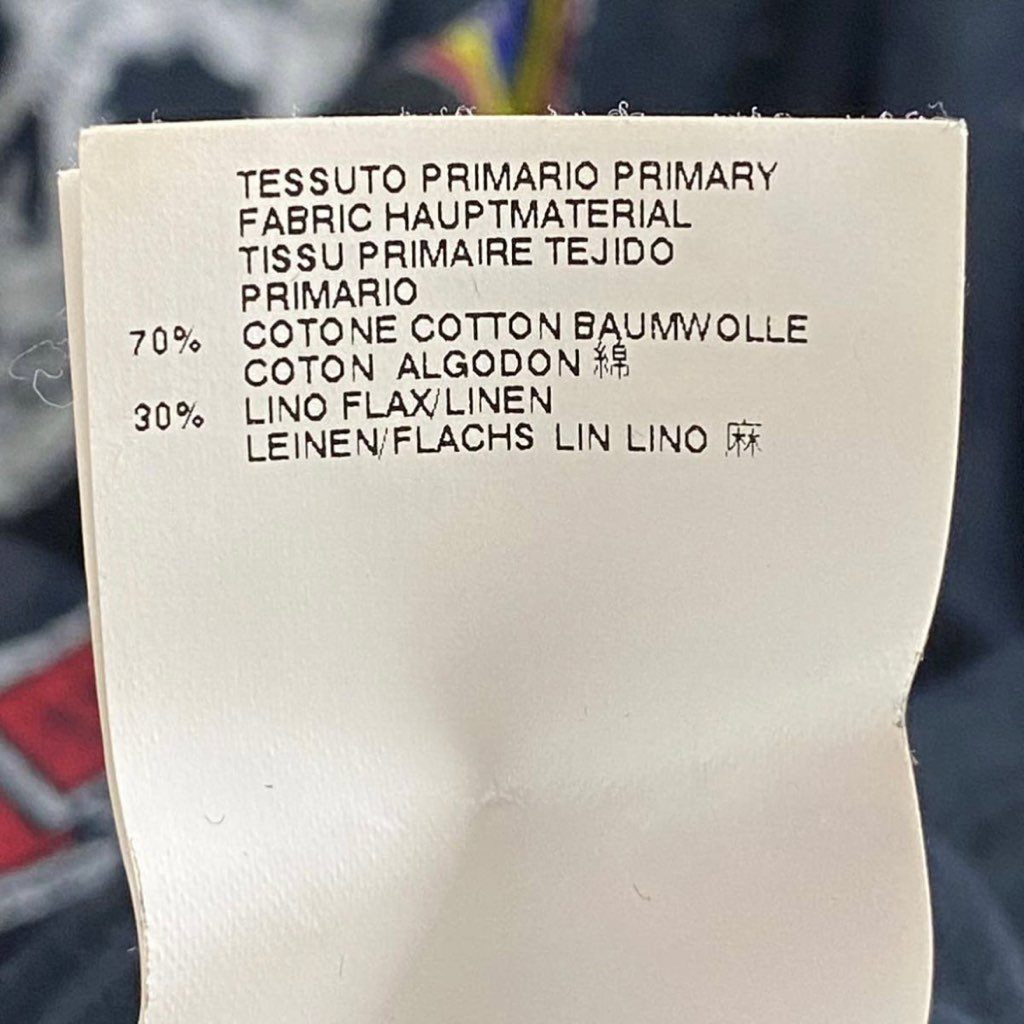 TESSUTO PRIMARIO PRIMARY
FABRIC HAUPTMATERIAL
TISSU PRIMAIRE TEJIDO
PRIMARIO
70% COTONE COTTON BAUMWOLLE
COTON ALGODON 綿
30% LINO FLAX/LINEN
LEINEN/FLACHS LIN LINO 麻